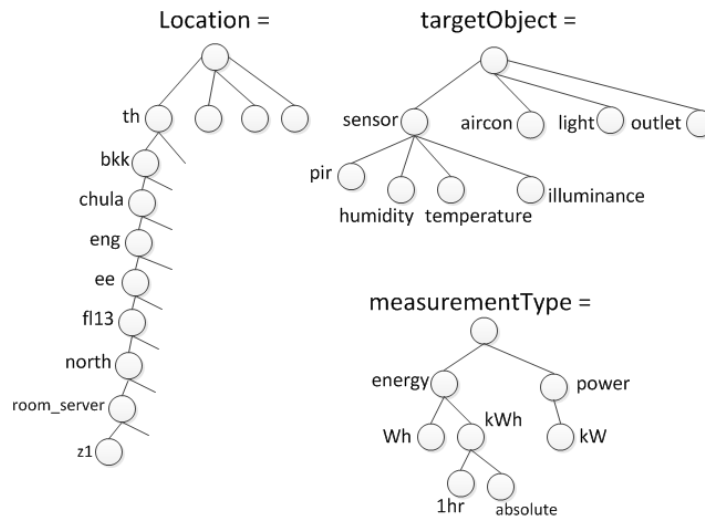 Location =
th
bkk
chula
eng
ee
fl13
north
room_server
z1
targetObject =
sensor
aircon
light
outlet
pir
humidity
temperature
illuminance
measurementType =
energy
power
Wh
kWh
kW
1hr
absolute